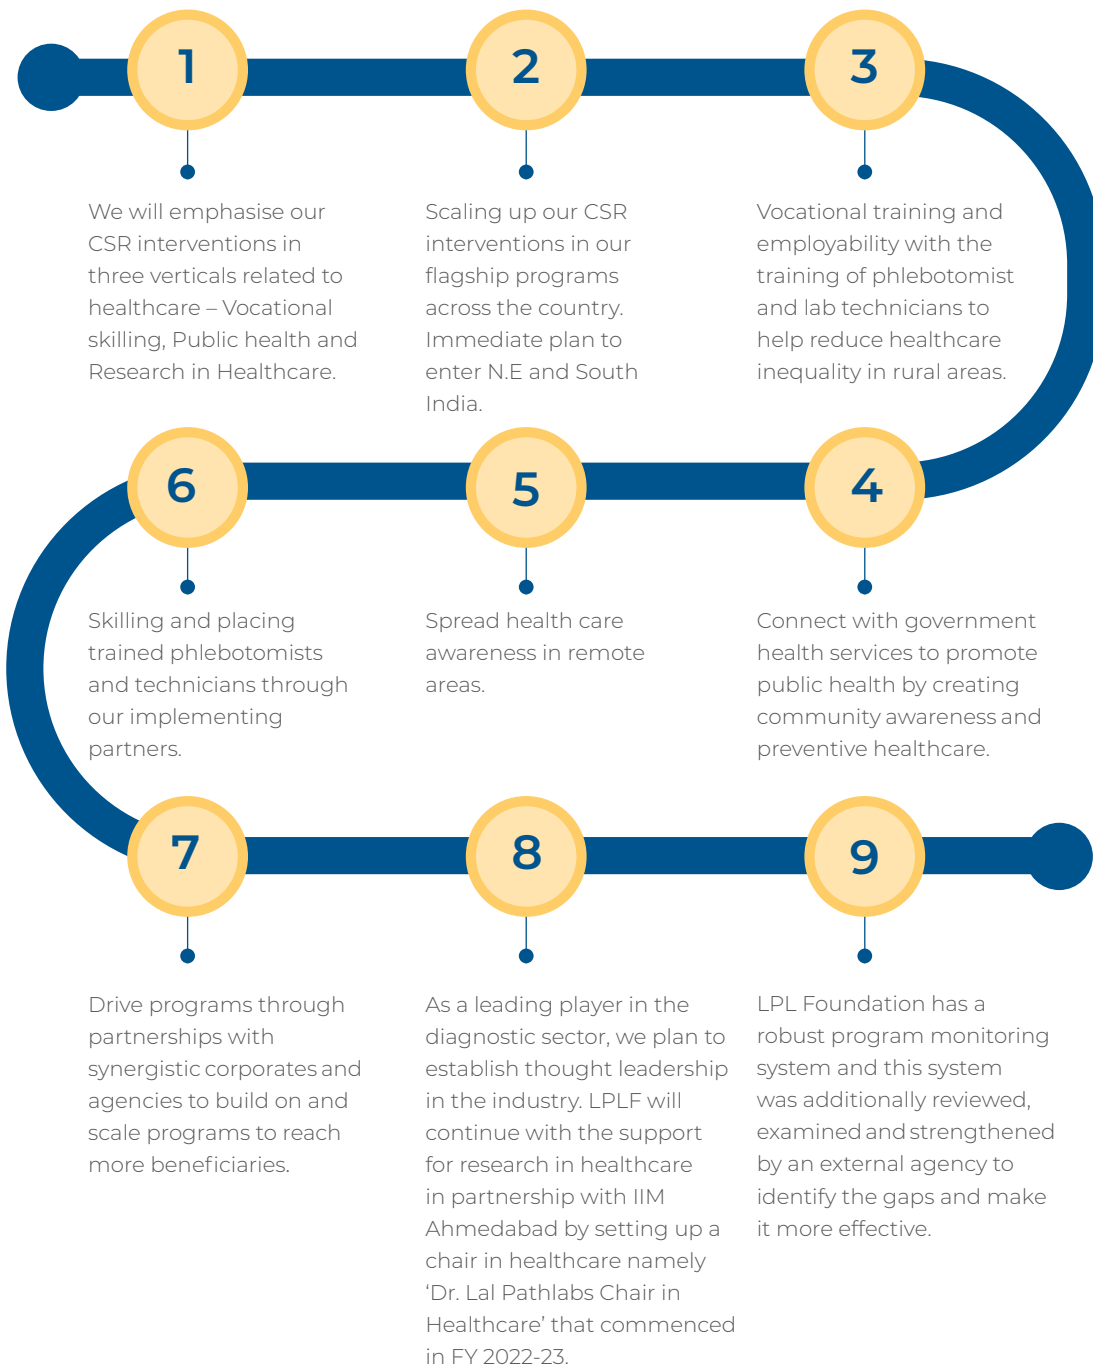 1
We will emphasise our
CSR interventions in
three verticals related to
healthcare – Vocational
skilling, Public health and
Research in Healthcare.
2
Scaling up our CSR
interventions in our
flagship programs
across the country.
Immediate plan to
enter N.E and South
India.
3
Vocational training and
employability with the
training of phlebotomist
and lab technicians to
help reduce healthcare
inequality in rural areas.
4
Connect with government
health services to promote
public health by creating
community awareness and
preventive healthcare.
5
Spread health care
awareness in remote
areas.
6
Skilling and placing
trained phlebotomists
and technicians through
our implementing
partners.
7
Drive programs through
partnerships with
synergistic corporates and
agencies to build on and
scale programs to reach
more beneficiaries.
8
As a leading player in the
diagnostic sector, we plan to
establish thought leadership
in the industry. LPLF will
continue with the support
for research in healthcare
in partnership with IIM
Ahmedabad by setting up a
chair in healthcare namely
‘Dr. Lal Pathlabs Chair in
Healthcare’ that commenced
in FY 2022-23.
9
LPL Foundation has a
robust program monitoring
system and this system
was additionally reviewed,
examined and strengthened
by an external agency to
identify the gaps and make
it more effective.